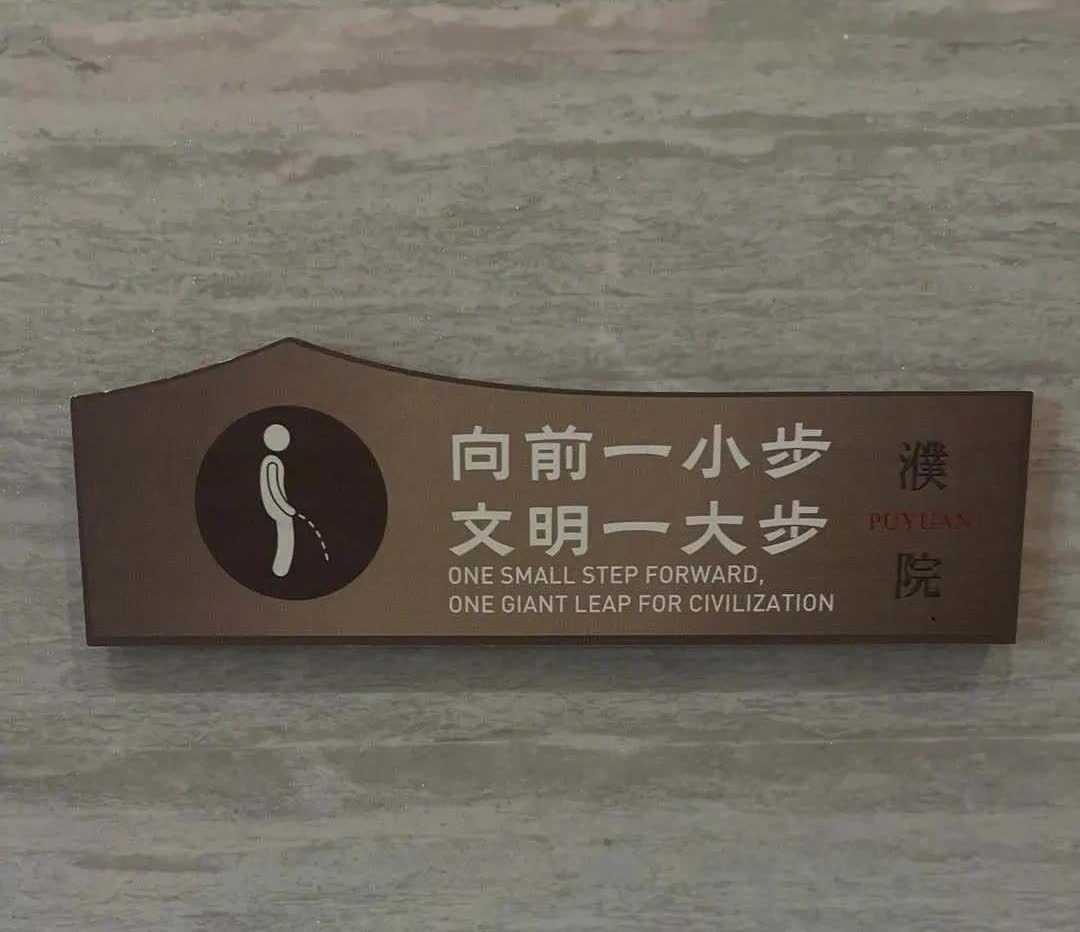 向前一小步
文明一大步
ONE SMALL STEP FORWARD,
ONE GIANT LEAP FOR CIVILIZATION
濮
PUYUAN
院